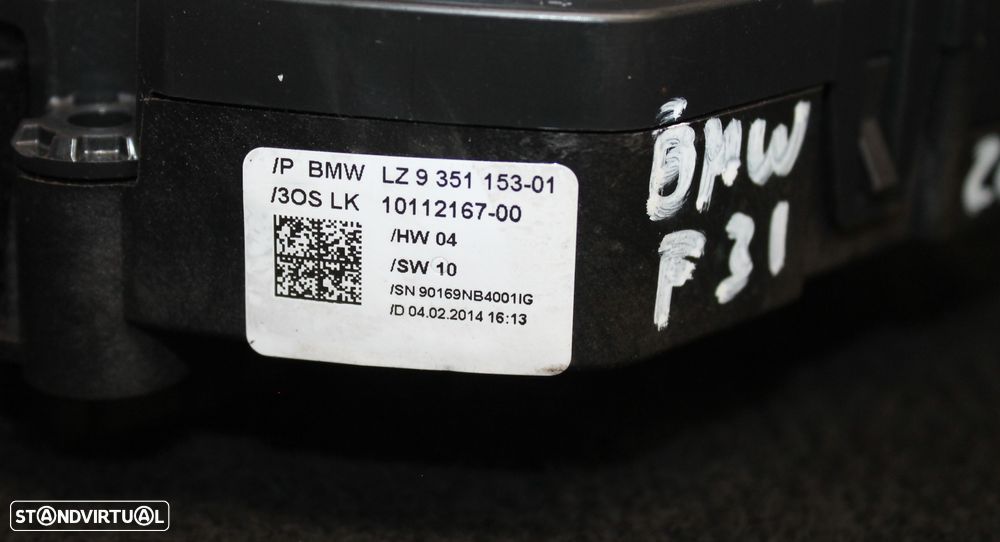 /P BMW LZ 9 351 153-01
/3OS LK 10112167-00
/HW 04
/SW 10
/SN 90169NB4001IG
/D 04.02.2014 16:13
BMW
F31
STANDVIRTUAL